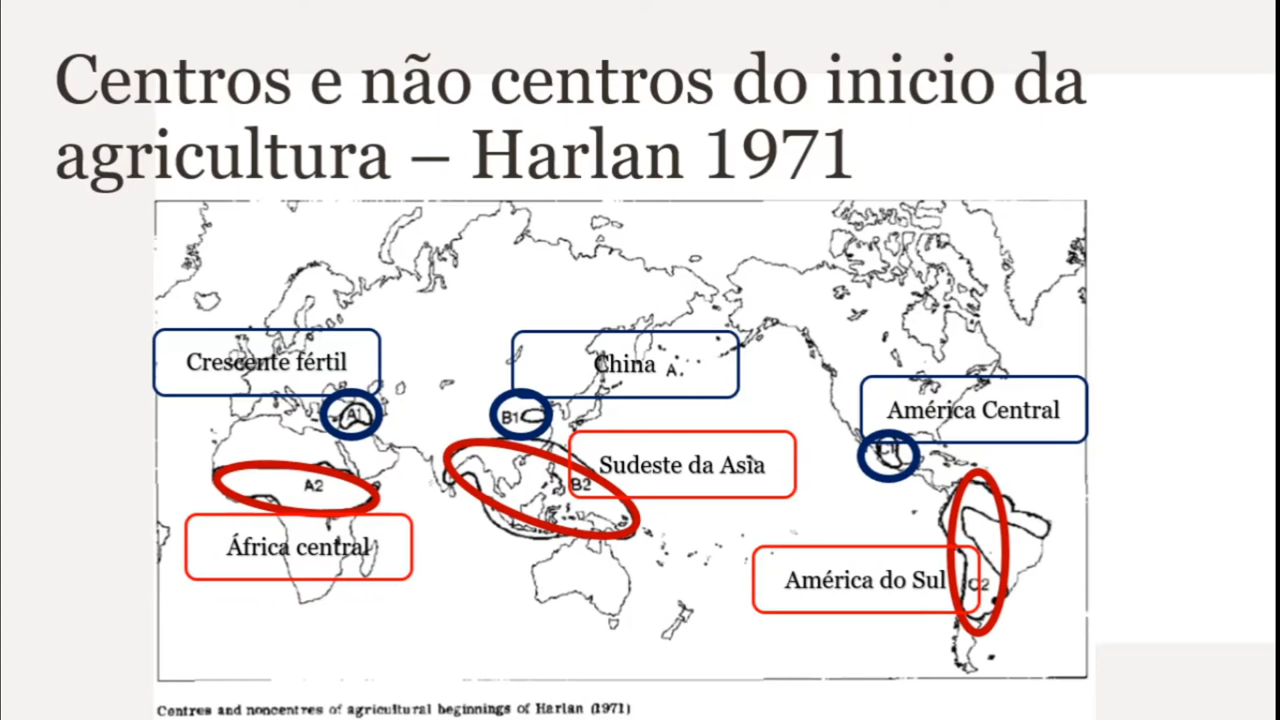 Centros e não centros do inicio da
agricultura – Harlan 1971
Crescente fértil
China
A.
América Central
A1
B1
Sudeste da Asia
A2
B2
África central
América do Sul
C2
Centres and noncentres of agricultural beginnings of Harlan (1971)